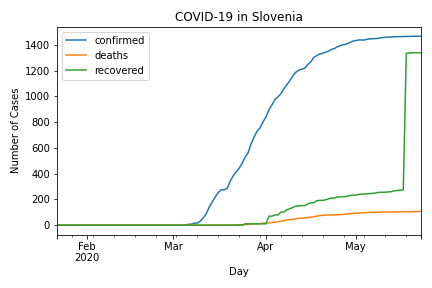 COVID-19 in Slovenia
confirmed
deaths
recovered
Number of Cases
1400
1200
1000
800
600
400
200
0
Feb
2020
Mar
Apr
May
Day